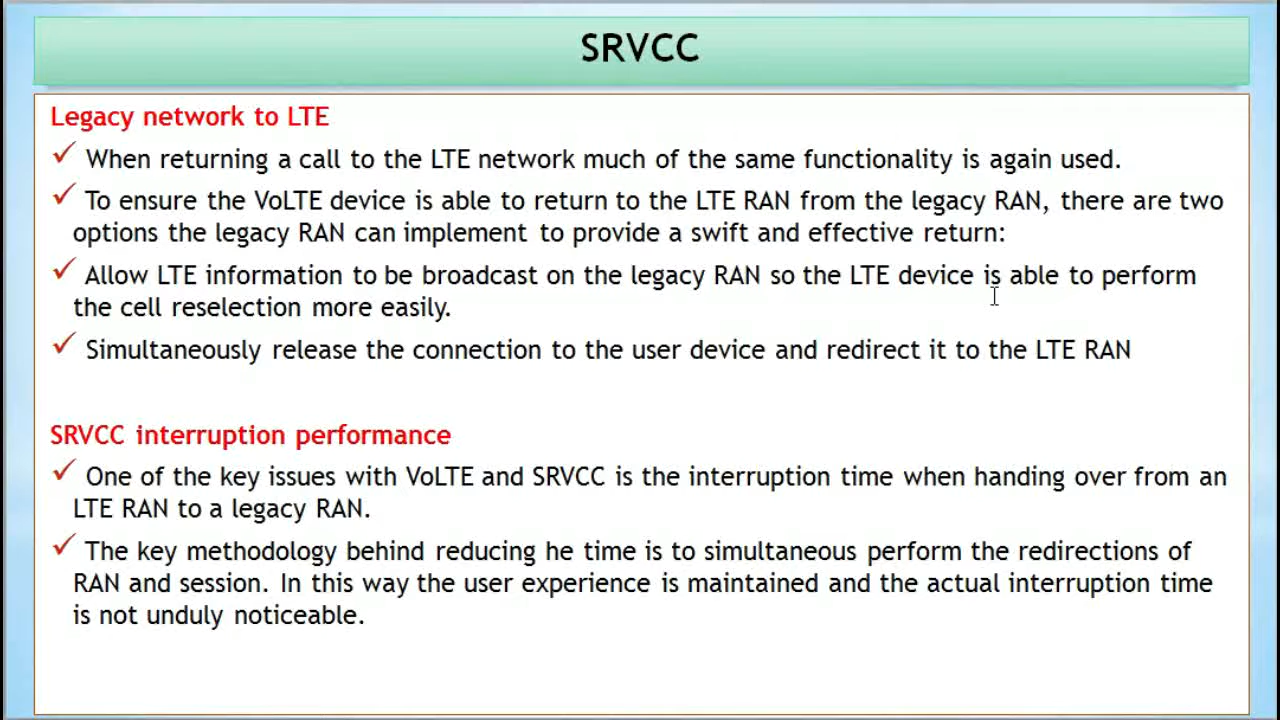 SRVCC
Legacy network to LTE
✓ When returning a call to the LTE network much of the same functionality is again used.
✓ To ensure the VoLTE device is able to return to the LTE RAN from the legacy RAN, there are two
options the legacy RAN can implement to provide a swift and effective return:
✓ Allow LTE information to be broadcast on the legacy RAN so the LTE device is able to perform
the cell reselection more easily.
✓ Simultaneously release the connection to the user device and redirect it to the LTE RAN
SRVCC interruption performance
✓ One of the key issues with VoLTE and SRVCC is the interruption time when handing over from an
LTE RAN to a legacy RAN.
✓ The key methodology behind reducing he time is to simultaneous perform the redirections of
RAN and session. In this way the user experience is maintained and the actual interruption time
is not unduly noticeable.